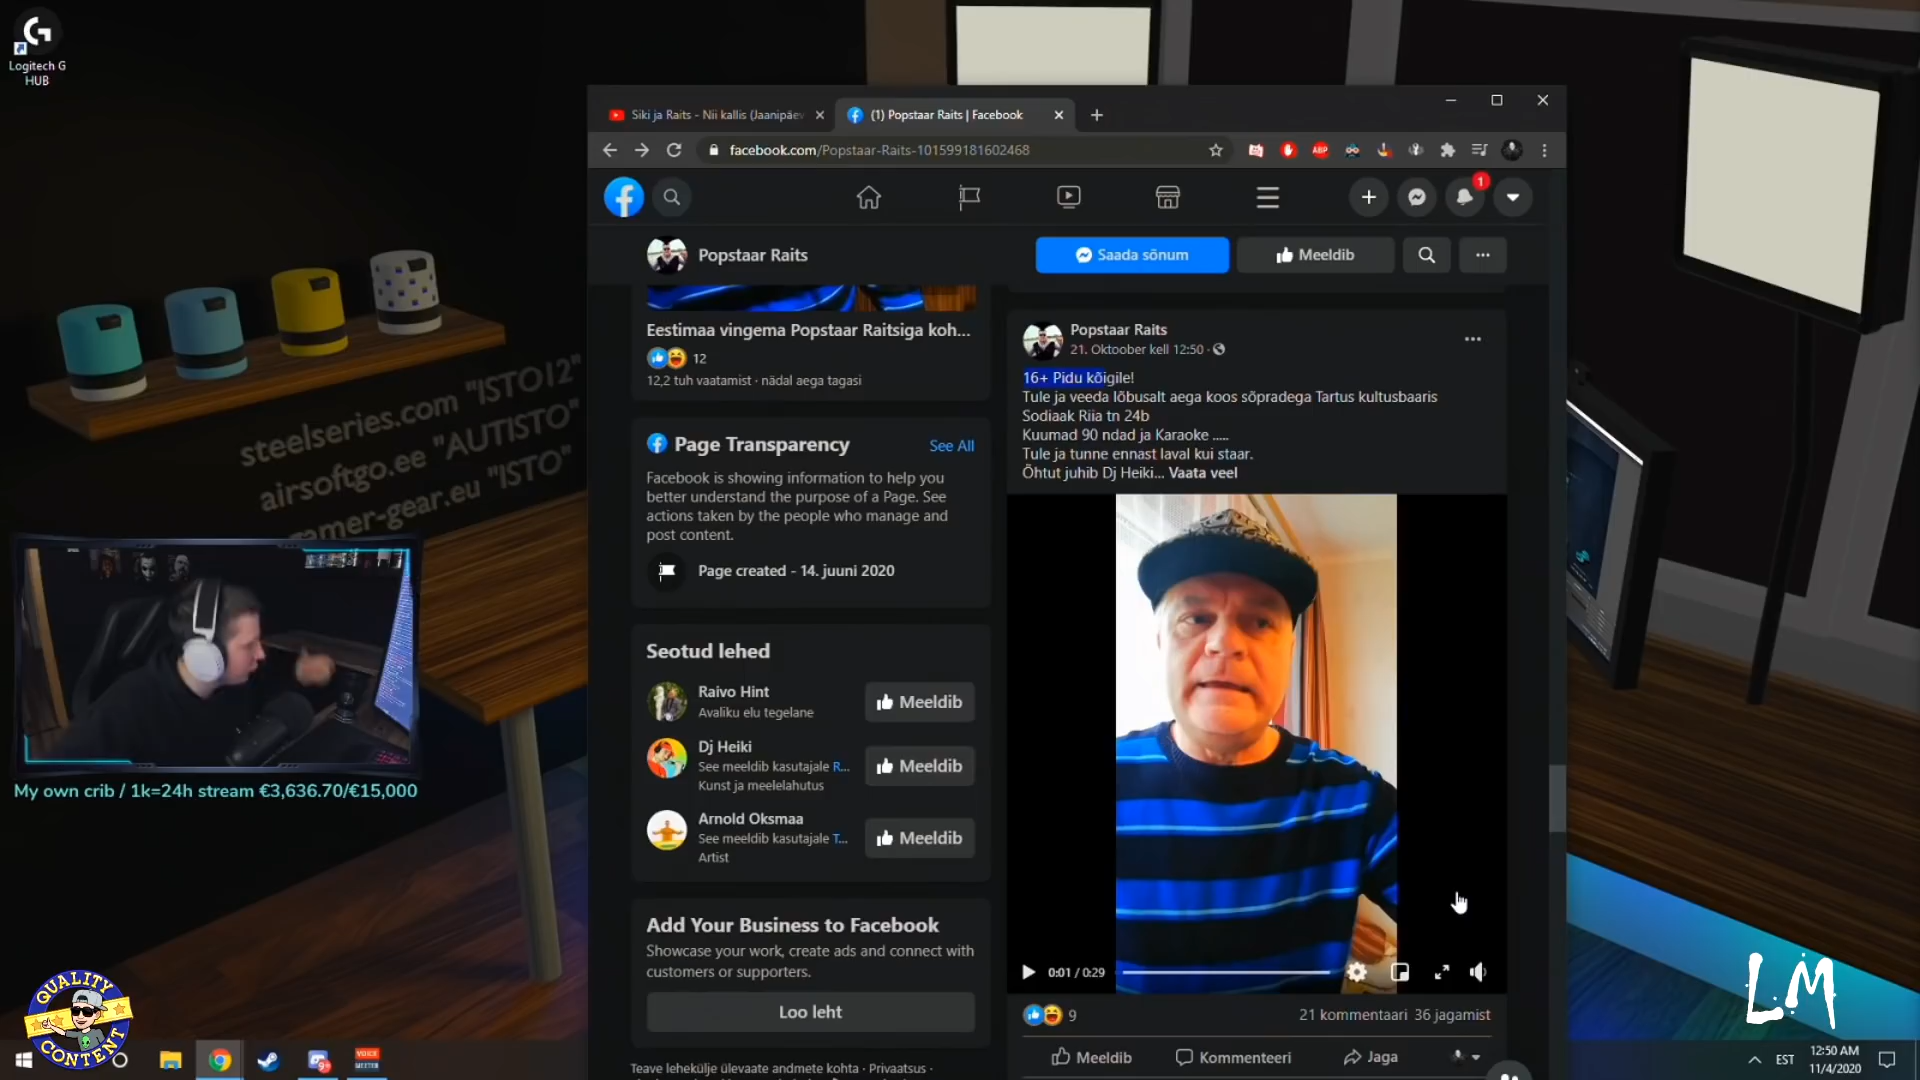 Logitech G
HUB
Siki ja Raits - Nii kallis (Jaanipäev
(1) Popstaar Raits | Facebook
facebook.com/Popstaar-Raits-101599181602468
ABP
1
Popstaar Raits
Saada sõnum
Meeldib
Eestimaa vingema Popstaar Raitsiga koh...
12
12,2 tuh vaatamist · nädal aega tagasi
Page Transparency
See All
Facebook is showing information to help you
better understand the purpose of a Page. See
actions taken by the people who manage and
post content.
Page created - 14. juuni 2020
Seotud lehed
Raivo Hint
Avaliku elu tegelane
Meeldib
Dj Heiki
See meeldib kasutajale R...
Kunst ja meelelahutus
Meeldib
Arnold Oksmaa
See meeldib kasutajale T...
Artist
Meeldib
Add Your Business to Facebook
Showcase your work, create ads and connect with
customers or supporters.
Loo leht
Teave lehekülje ülevaate andmete kohta · Privaatsus ·
Popstaar Raits
21. Oktoober kell 12:50 ·
16+ Pidu kõigile!
Tule ja veeda lõbusalt aega koos sõpradega Tartus kultusbaaris
Sodiaak Riia tn 24b
Kuumad 90 ndad ja Karaoke .....
Tule ja tunne ennast laval kui staar.
Õhtut juhib Dj Heiki... Vaata veel
0:01 / 0:29
9
21 kommentaari 36 jagamist
Meeldib
Kommenteeri
Jaga
steelseries.com "ISTO12"
airsoftgo.ee "AUTISTO"
gamer-gear.eu "ISTO"
My own crib / 1k=24h stream €3,636.70/€15,000
QUALITY
CONTENT
LM
VOICE
EST
12:50 AM
11/4/2020